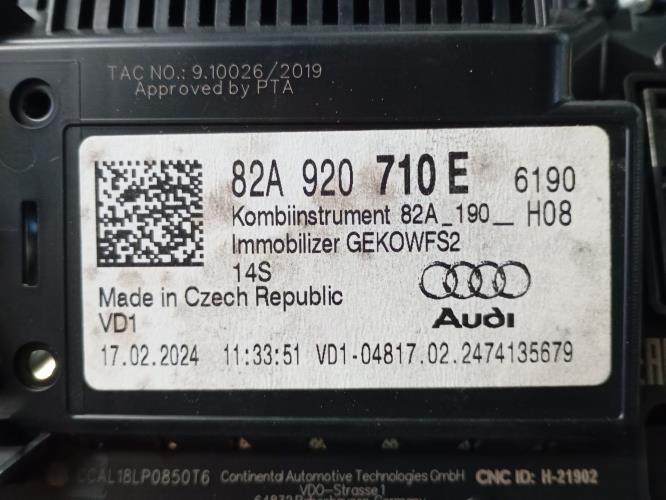 TAC NO.: 9.10026/2019
Approved by PTA
82A 920 710 E 6190
Kombiinstrument 82A_190__ H08
Immobilizer GEKOWFS2
14S
Made in Czech Republic
VD1
Audi
17.02.2024 11:33:51 VD1-04817.02.2474135679
CCAL18LP0850T6 Continental Automotive Technologies GmbH CNC ID: H-21902
VDO-Strasse 1